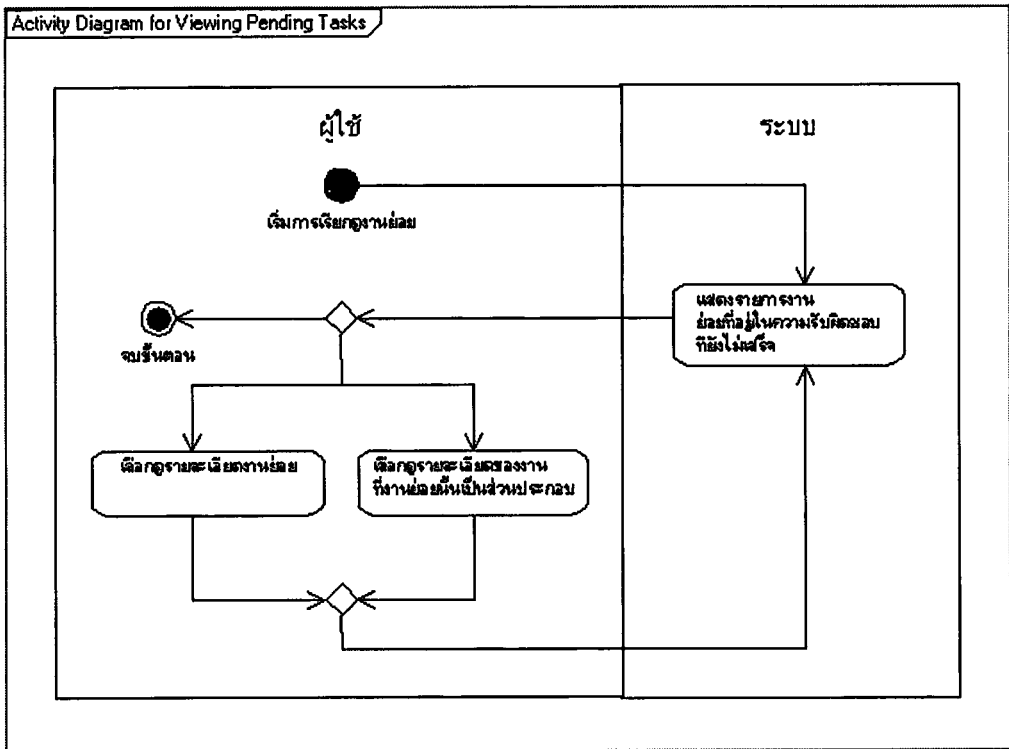 Activity Diagram for Viewing Pending Tasks
ผู้ใช้
ระบบ
เริ่มการเรียกดูงานย่อย
แสดงรายการงาน
ย่อยที่อยู่ในความรับผิดชอบ
ที่ยังไม่เสร็จ
จบขั้นตอน
เลือกดูรายละเอียดงานย่อย
เลือกดูรายละเอียดของงาน
ที่งานย่อยนั้นเป็นส่วนประกอบ